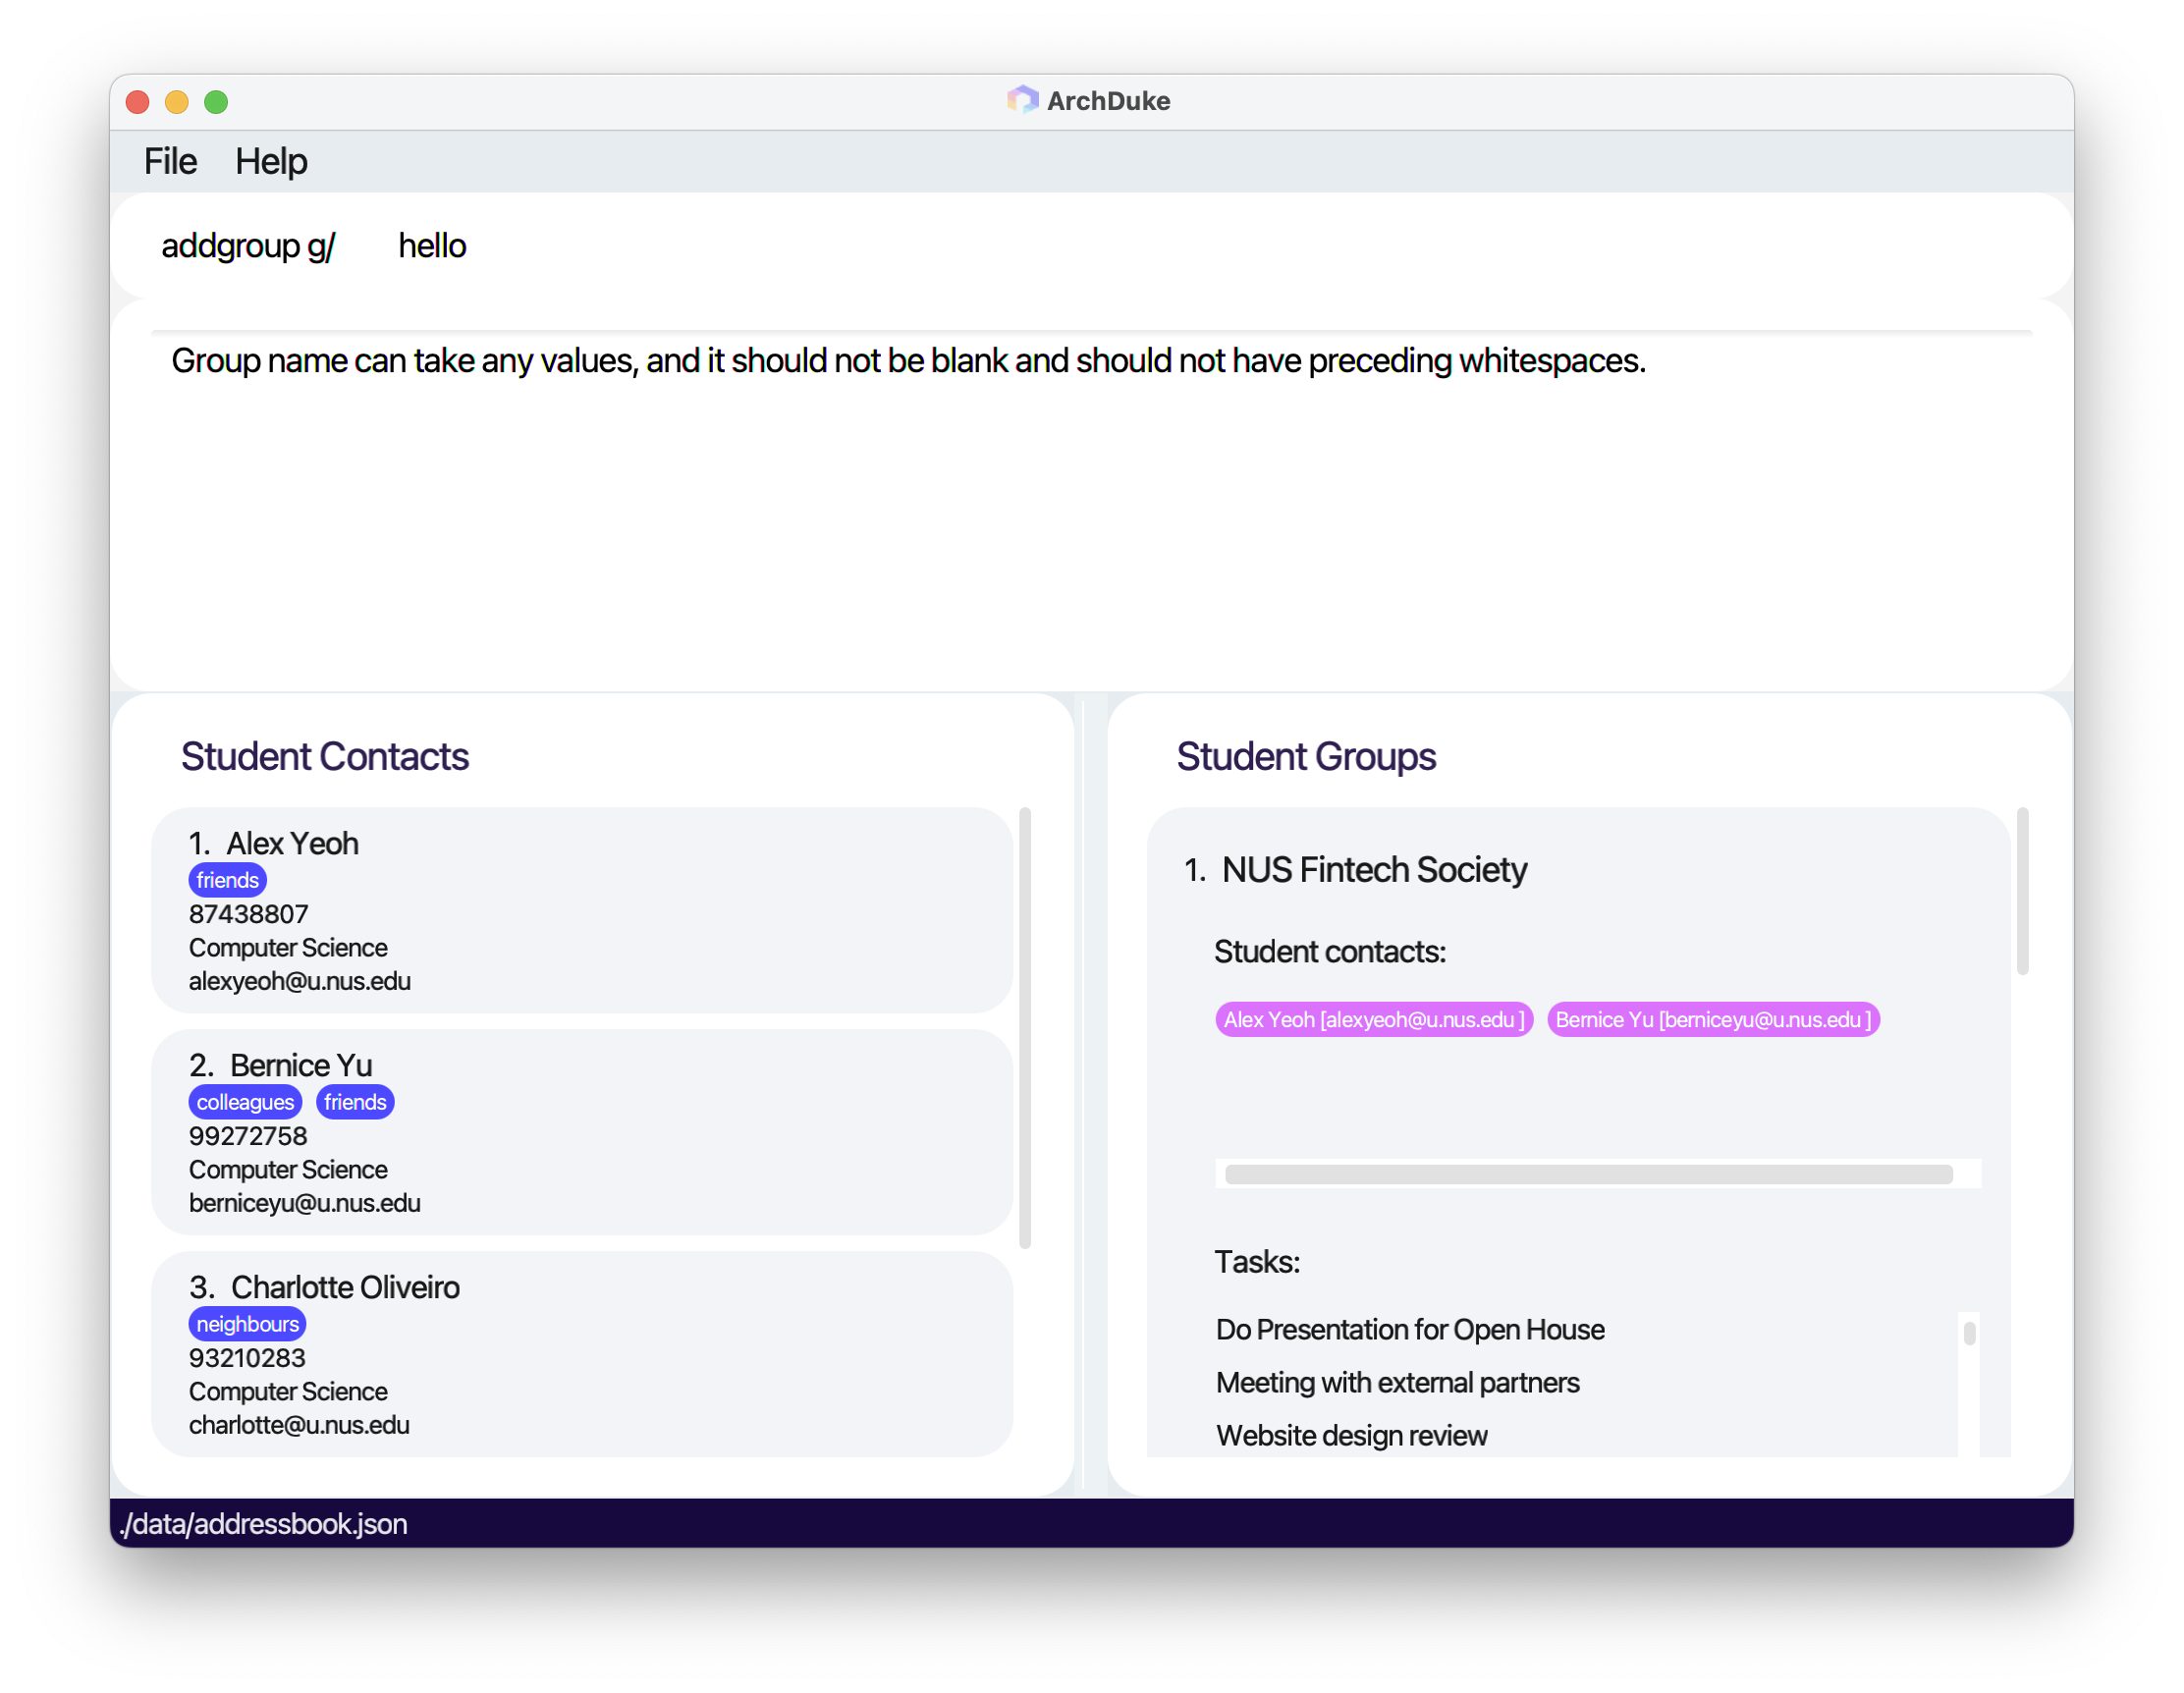 ArchDuke
File Help
addgroup g/ hello
Group name can take any values, and it should not be blank and should not have preceding whitespaces.
Student Contacts
1. Alex Yeoh
friends
87438807
Computer Science
alexyeoh@u.nus.edu
2. Bernice Yu
colleagues friends
99272758
Computer Science
berniceyu@u.nus.edu
3. Charlotte Oliveiro
neighbours
93210283
Computer Science
charlotte@u.nus.edu
Student Groups
1. NUS Fintech Society
Student contacts:
Alex Yeoh [alexyeoh@u.nus.edu ] Bernice Yu [berniceyu@u.nus.edu ]
Tasks:
Do Presentation for Open House
Meeting with external partners
Website design review
./data/addressbook.json